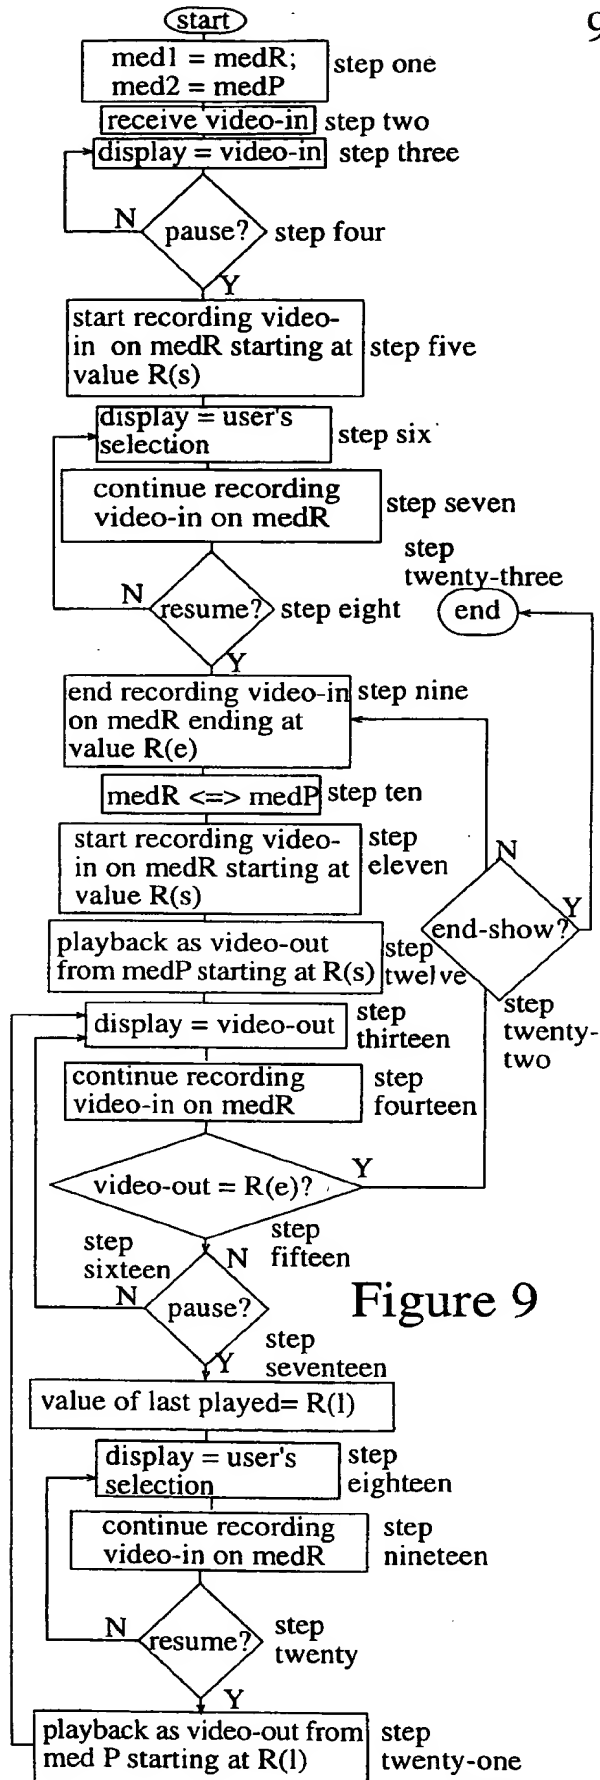 start
9
med1 = medR;
med2 = medP
step one
receive video-in
step two
display = video-in
step three
N
pause?
step four
Y
start recording video-
in on medR starting at
value R(s)
step five
display = user's
selection
step six
continue recording
video-in on medR
step seven
step
twenty-three
end
N
resume?
step eight
Y
end recording video-in
on medR ending at
value R(e)
step nine
medR <=> medP
step ten
start recording video-
in on medR starting at
value R(s)
step
eleven
N
Y
end-show?
playback as video-out
from medP starting at R(s)
step
twelve
step
twenty-
two
display = video-out
step
thirteen
continue recording
video-in on medR
step
fourteen
video-out = R(e)?
Y
step
fifteen
N
step
sixteen
N
pause?
Figure 9
Y
step
seventeen
value of last played= R(l)
display = user's
selection
step
eighteen
continue recording
video-in on medR
step
nineteen
N
resume?
step
twenty
Y
playback as video-out from
med P starting at R(l)
step
twenty-one